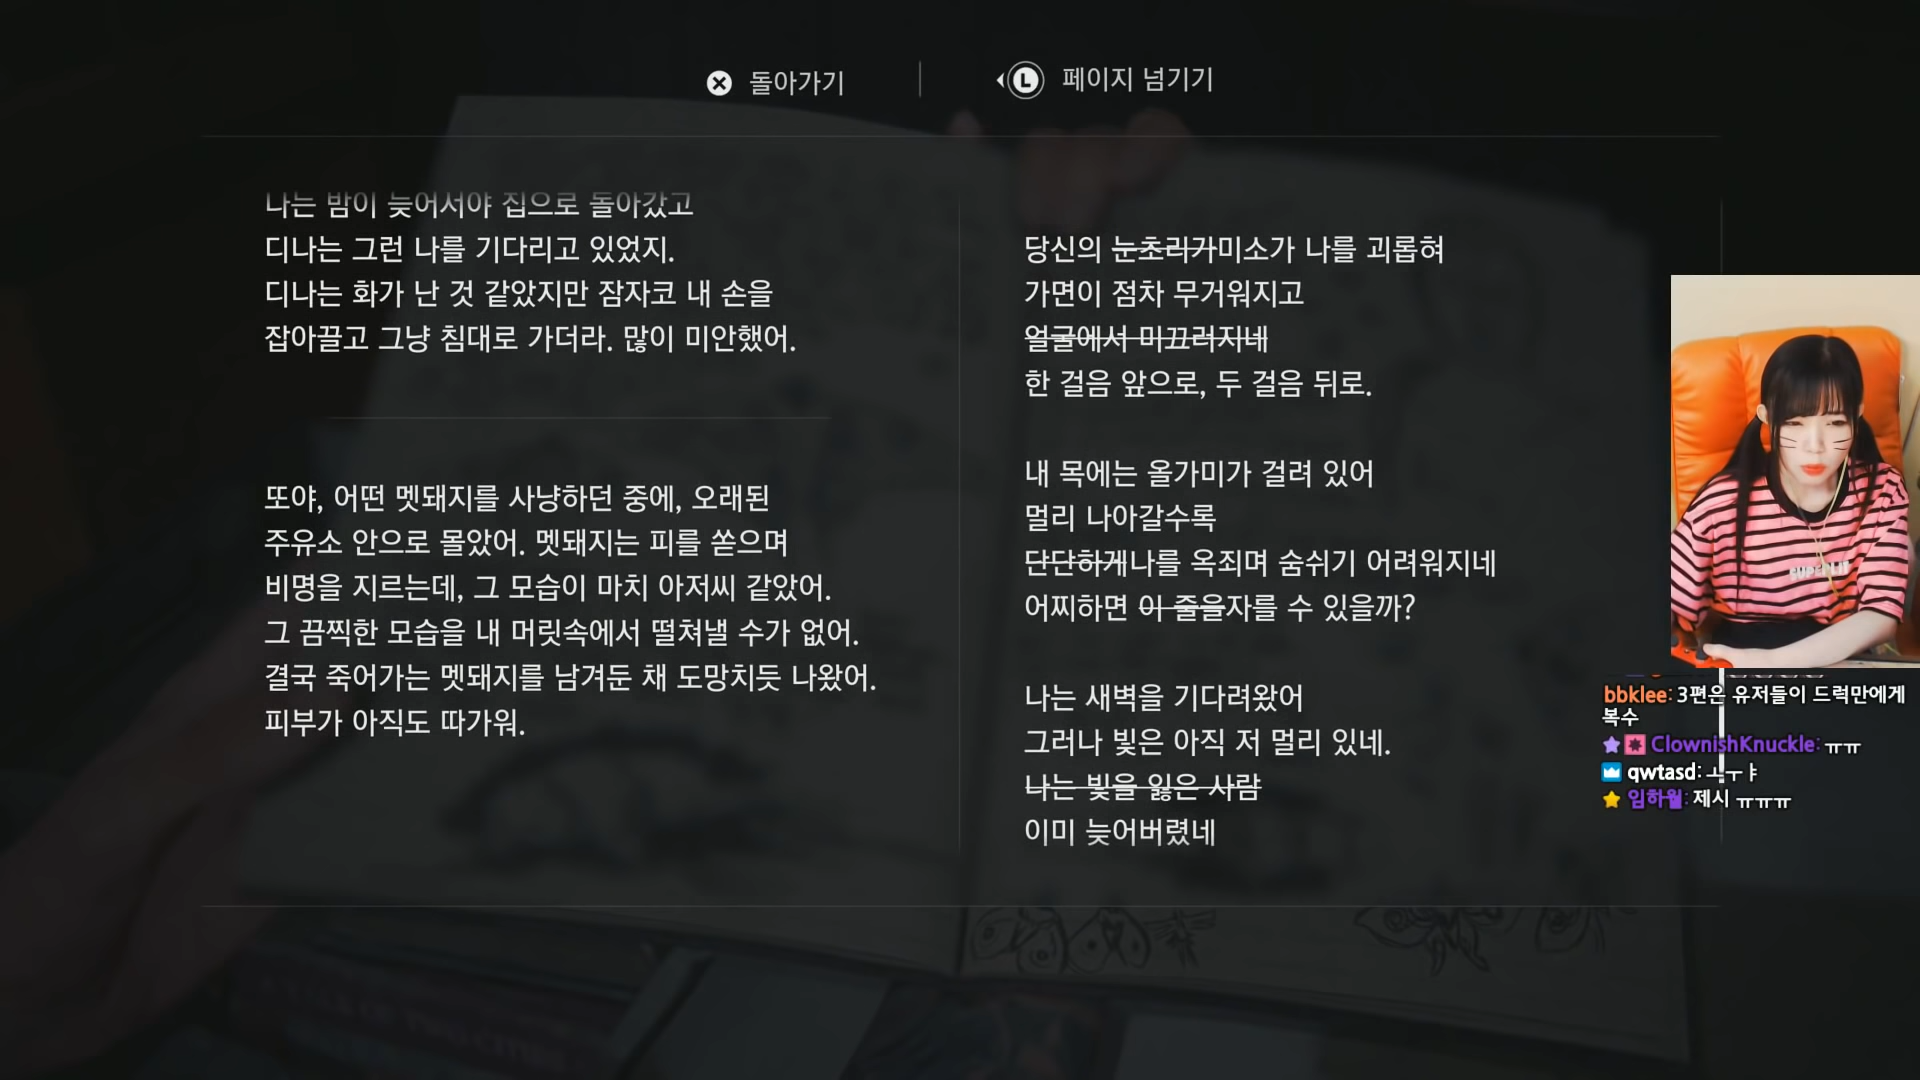 돌아가기
페이지 넘기기
나는 밤이 늦어서야 집으로 돌아갔고
디나는 그런 나를 기다리고 있었지.
디나는 화가 난 것 같았지만 잠자코 내 손을
잡아끌고 그냥 침대로 가더라. 많이 미안했어.
또야, 어떤 멧돼지를 사냥하던 중에, 오래된
주유소 안으로 몰았어. 멧돼지는 피를 쏟으며
비명을 지르는데, 그 모습이 마치 아저씨 같았어.
그 끔찍한 모습을 내 머릿속에서 떨쳐낼 수가 없어.
결국 죽어가는 멧돼지를 남겨둔 채 도망치듯 나왔어.
피부가 아직도 따가워.
당신의 눈초리가미소가 나를 괴롭혀
가면이 점차 무거워지고
얼굴에서 미끄러지네
한 걸음 앞으로, 두 걸음 뒤로.
내 목에는 올가미가 걸려 있어
멀리 나아갈수록
단단하게나를 옥죄며 숨쉬기 어려워지네
어찌하면 이 줄을자를 수 있을까?
나는 새벽을 기다려왔어
그러나 빛은 아직 저 멀리 있네.
나는 빛을 잃은 사람
이미 늦어버렸네
bbklee: 3편은 유저들이 드럭만에게
복수
ClownishKnuckle: ㅠㅠ
qwtasd: ㅗㅜㅑ
임하월: 제시 ㅠㅠㅠ